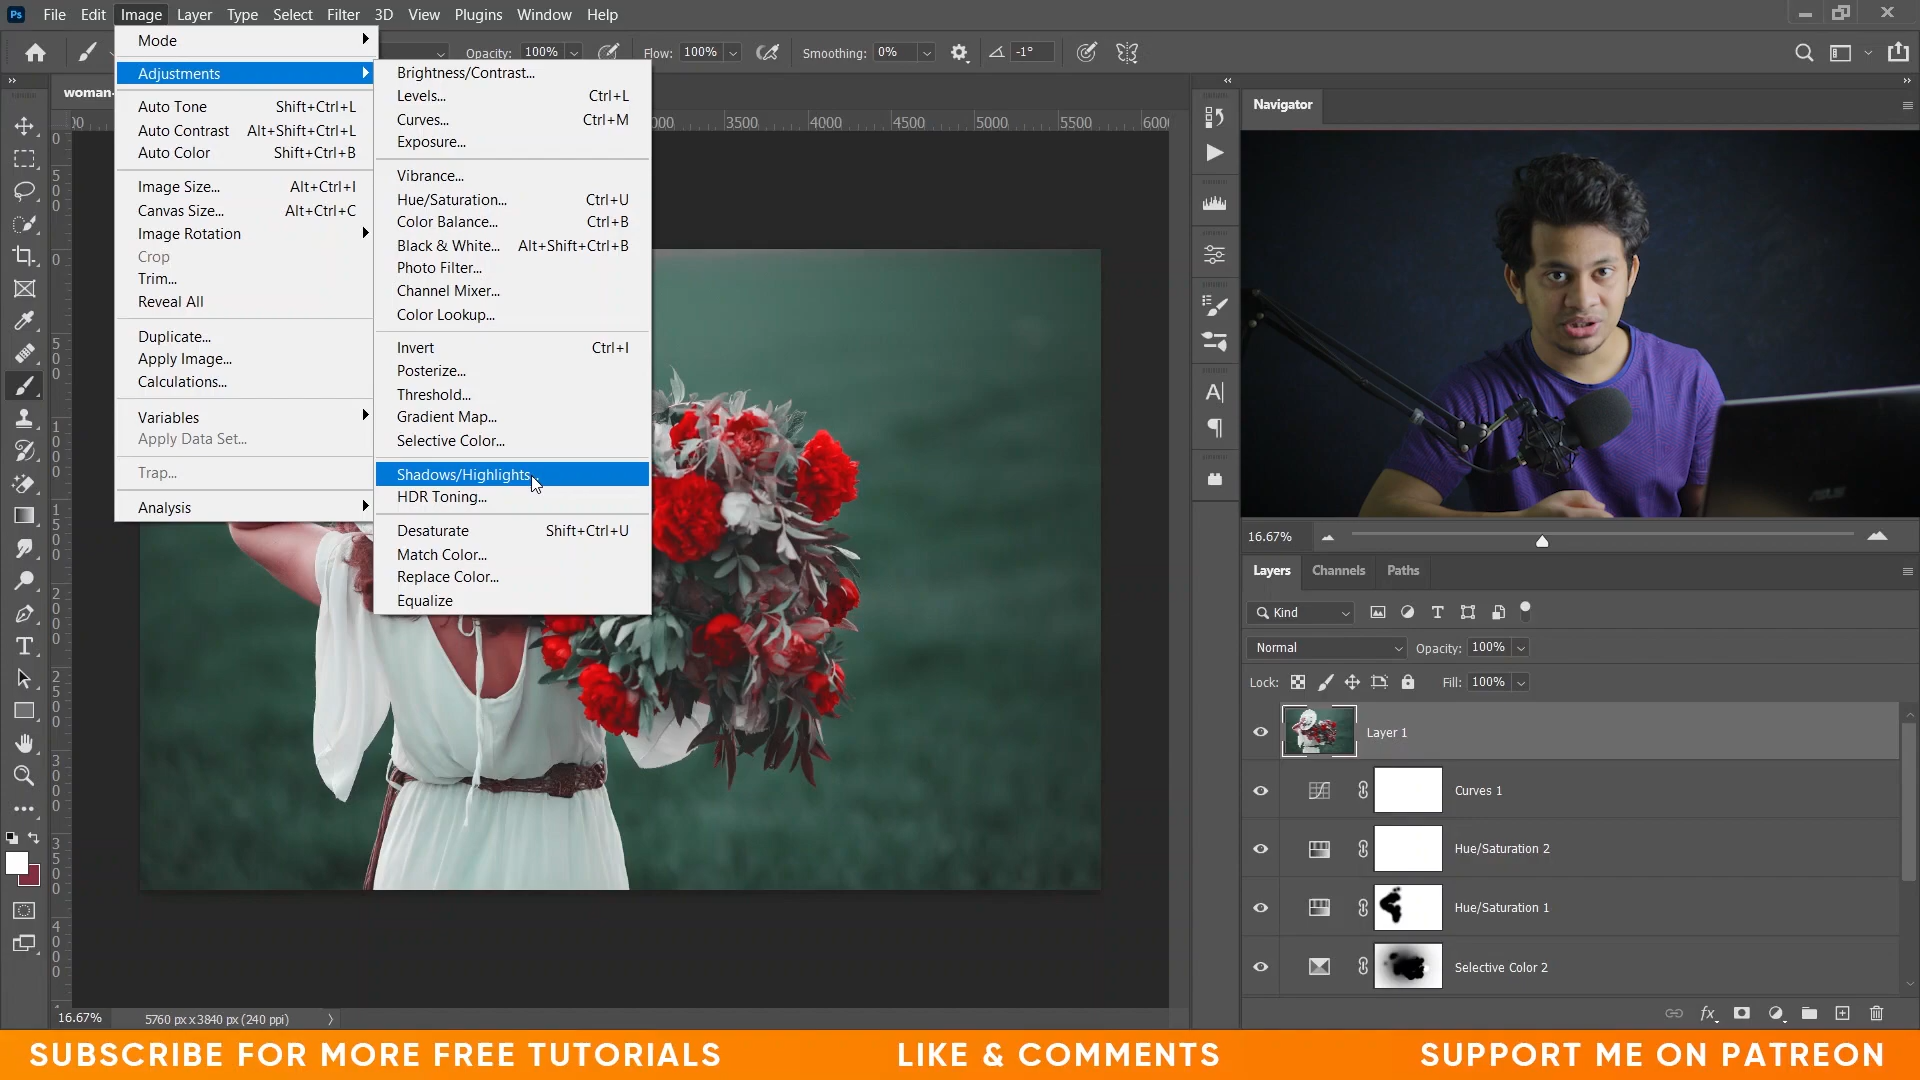 Ps File Edit Image Layer Type Select Filter 3D View Plugins Window Help
Opacity: 100% Flow: 100% Smoothing: 0% -1°
woman-
Mode
Adjustments
Auto Tone Shift+Ctrl+L
Auto Contrast Alt+Shift+Ctrl+L
Auto Color Shift+Ctrl+B
Image Size... Alt+Ctrl+I
Canvas Size... Alt+Ctrl+C
Image Rotation
Crop
Trim...
Reveal All
Duplicate...
Apply Image...
Calculations...
Variables
Apply Data Set...
Trap...
Analysis
Brightness/Contrast...
Levels... Ctrl+L
Curves... Ctrl+M
Exposure...
Vibrance...
Hue/Saturation... Ctrl+U
Color Balance... Ctrl+B
Black & White... Alt+Shift+Ctrl+B
Photo Filter...
Channel Mixer...
Color Lookup...
Invert Ctrl+I
Posterize...
Threshold...
Gradient Map...
Selective Color...
Shadows/Highlights...
HDR Toning...
Desaturate Shift+Ctrl+U
Match Color...
Replace Color...
Equalize
3500 4000 4500 5000 5500
Navigator
16.67%
Layers Channels Paths
Kind
Normal Opacity: 100%
Lock: Fill: 100%
Layer 1
Curves 1
Hue/Saturation 2
Hue/Saturation 1
Selective Color 2
fx
16.67% 5760 px x 3840 px (240 ppi)
SUBSCRIBE FOR MORE FREE TUTORIALS LIKE & COMMENTS SUPPORT ME ON PATREON